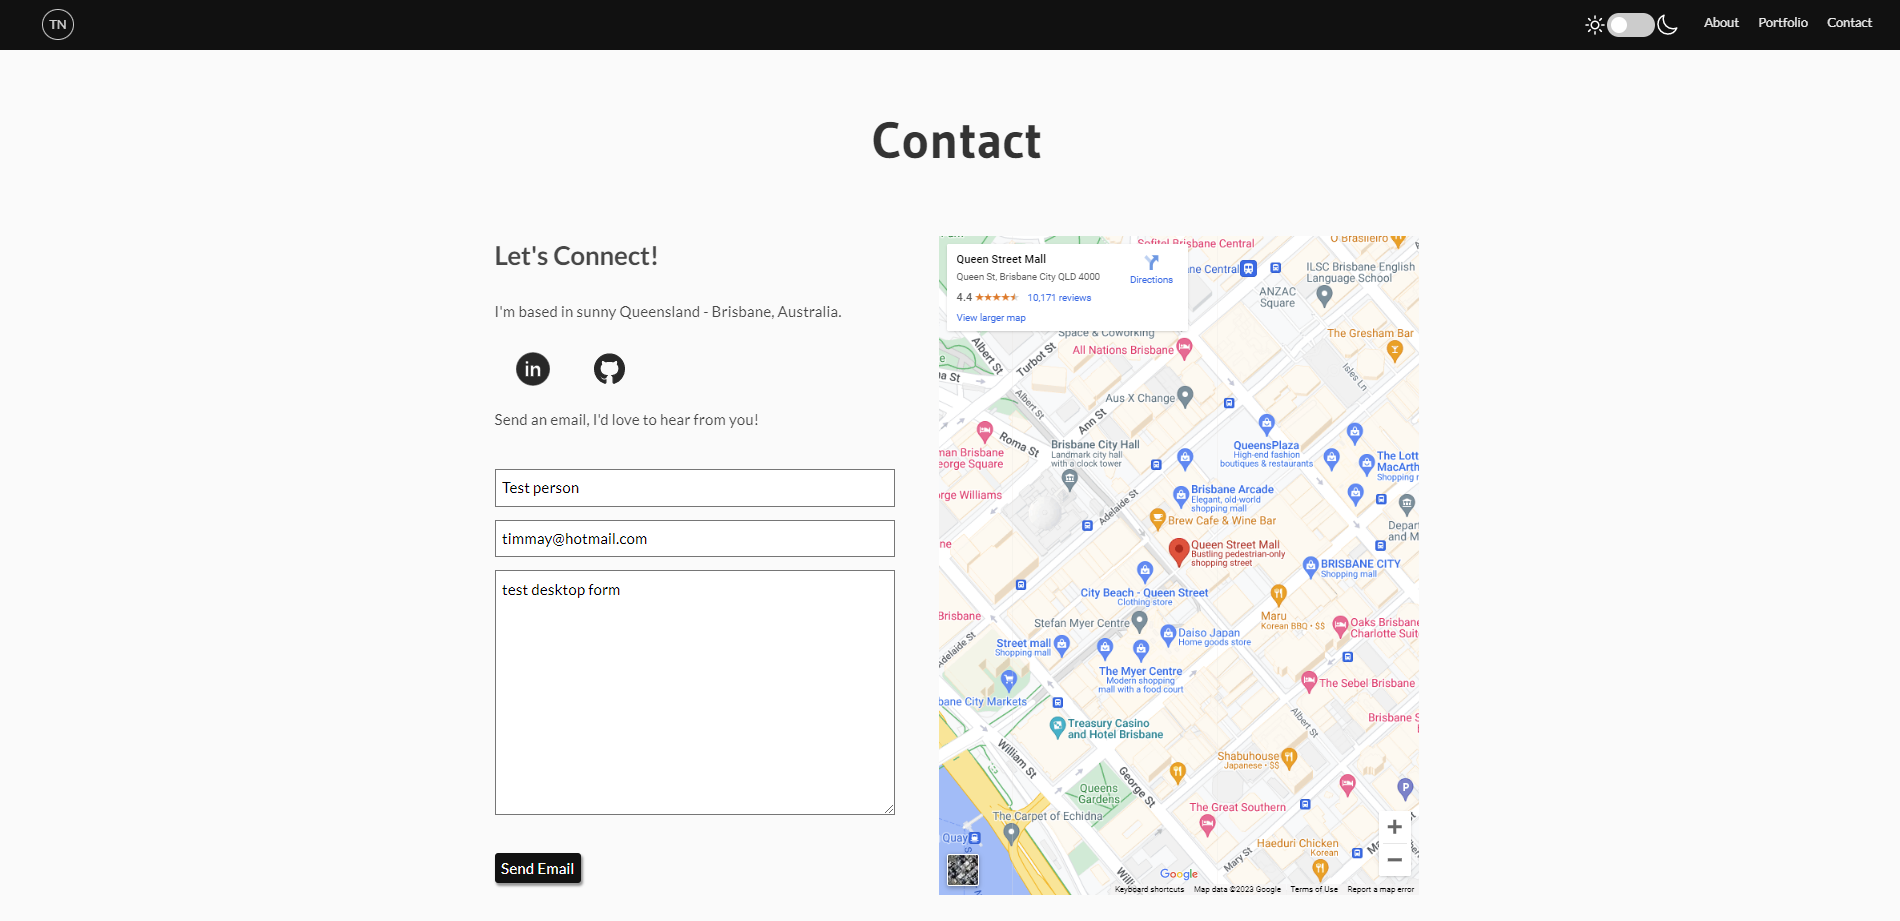 TN
About Portfolio Contact
Contact
Let's Connect!
I'm based in sunny Queensland - Brisbane, Australia.
in
Send an email, I'd love to hear from you!
Test person
timmay@hotmail.com
test desktop form
Send Email
Sofitel Brisbane Central
O Brasileiro
Queen Street Mall
Queen St, Brisbane City QLD 4000
4.4
10,171 reviews
View larger map
Directions
ne Central
ILSC Brisbane English
Language School
ANZAC
Square
Space & Coworking
The Gresham Bar
All Nations Brisbane
Albert St
Turbot St
ma St
Isles Ln
Albert St
Aus X Change
Ann St
Roma St
Brisbane City Hall
Landmark city hall
with a clock tower
QueensPlaza
High-end fashion
boutiques & restaurants
man Brisbane
eorge Square
The Lott
MacArth
Shopping r
rge Williams
Brisbane Arcade
Elegant, old-world
shopping mall
Adelaide St
Brew Cafe & Wine Bar
Depart
and M
ne
Queen Street Mall
Bustling pedestrian-only
shopping street
BRISBANE CITY
Shopping mall
City Beach - Queen Street
Clothing store
Brisbane
Stefan Myer Centre
Maru
Korean BBQ · $$
Oaks Brisbane
Charlotte Suit
Daiso Japan
Home goods store
Street mall
Shopping mall
Adelaide St
The Myer Centre
Modern shopping
mall with a food court
The Sebel Brisbane
bane City Markets
Albert St
Brisbane S
Treasury Casino
and Hotel Brisbane
William St
George St
Shabuhouse
Japanese · $$
Queens
Gardens
P
The Great Southern
The Carpet of Echidna
Quay
Haeduri Chicken
Korean
Mary St
Google
Keyboard shortcuts Map data ©2023 Google Terms of Use Report a map error